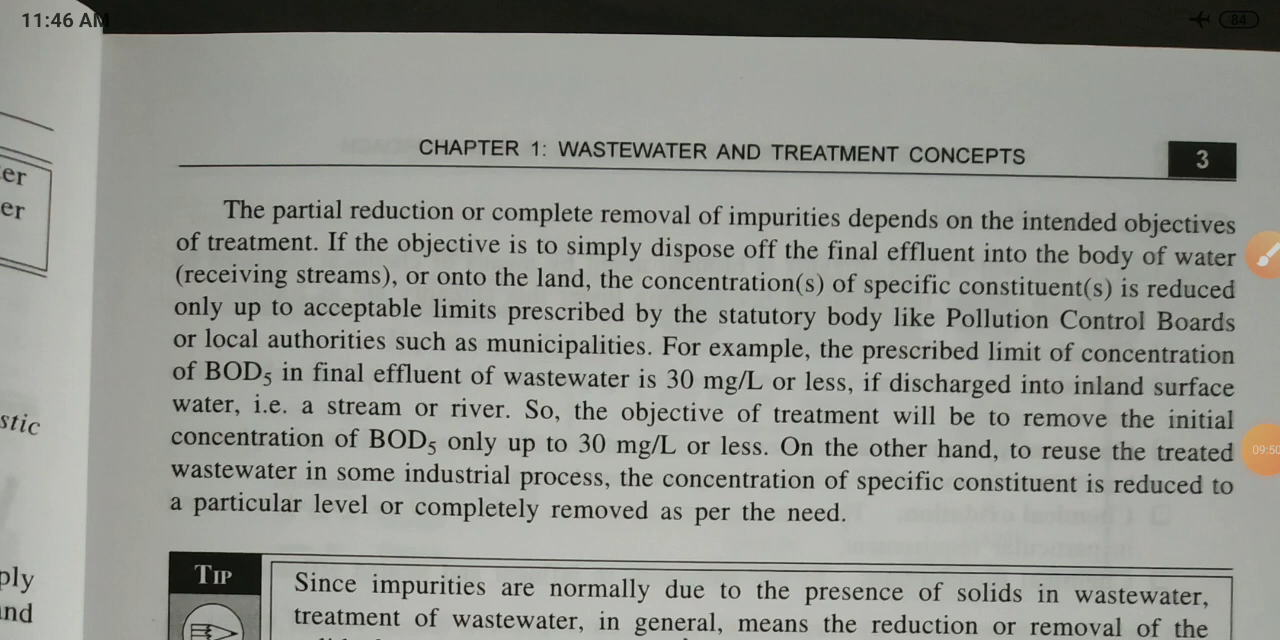 11:46 AM
84
CHAPTER 1: WASTEWATER AND TREATMENT CONCEPTS
3
The partial reduction or complete removal of impurities depends on the intended objectives
of treatment. If the objective is to simply dispose off the final effluent into the body of water
(receiving streams), or onto the land, the concentration(s) of specific constituent(s) is reduced
only up to acceptable limits prescribed by the statutory body like Pollution Control Boards
or local authorities such as municipalities. For example, the prescribed limit of concentration
of BOD₅ in final effluent of wastewater is 30 mg/L or less, if discharged into inland surface
water, i.e. a stream or river. So, the objective of treatment will be to remove the initial
concentration of BOD₅ only up to 30 mg/L or less. On the other hand, to reuse the treated
wastewater in some industrial process, the concentration of specific constituent is reduced to
a particular level or completely removed as per the need.
TIP
Since impurities are normally due to the presence of solids in wastewater,
treatment of wastewater, in general, means the reduction or removal of the
er
er
stic
ply
and
09:50